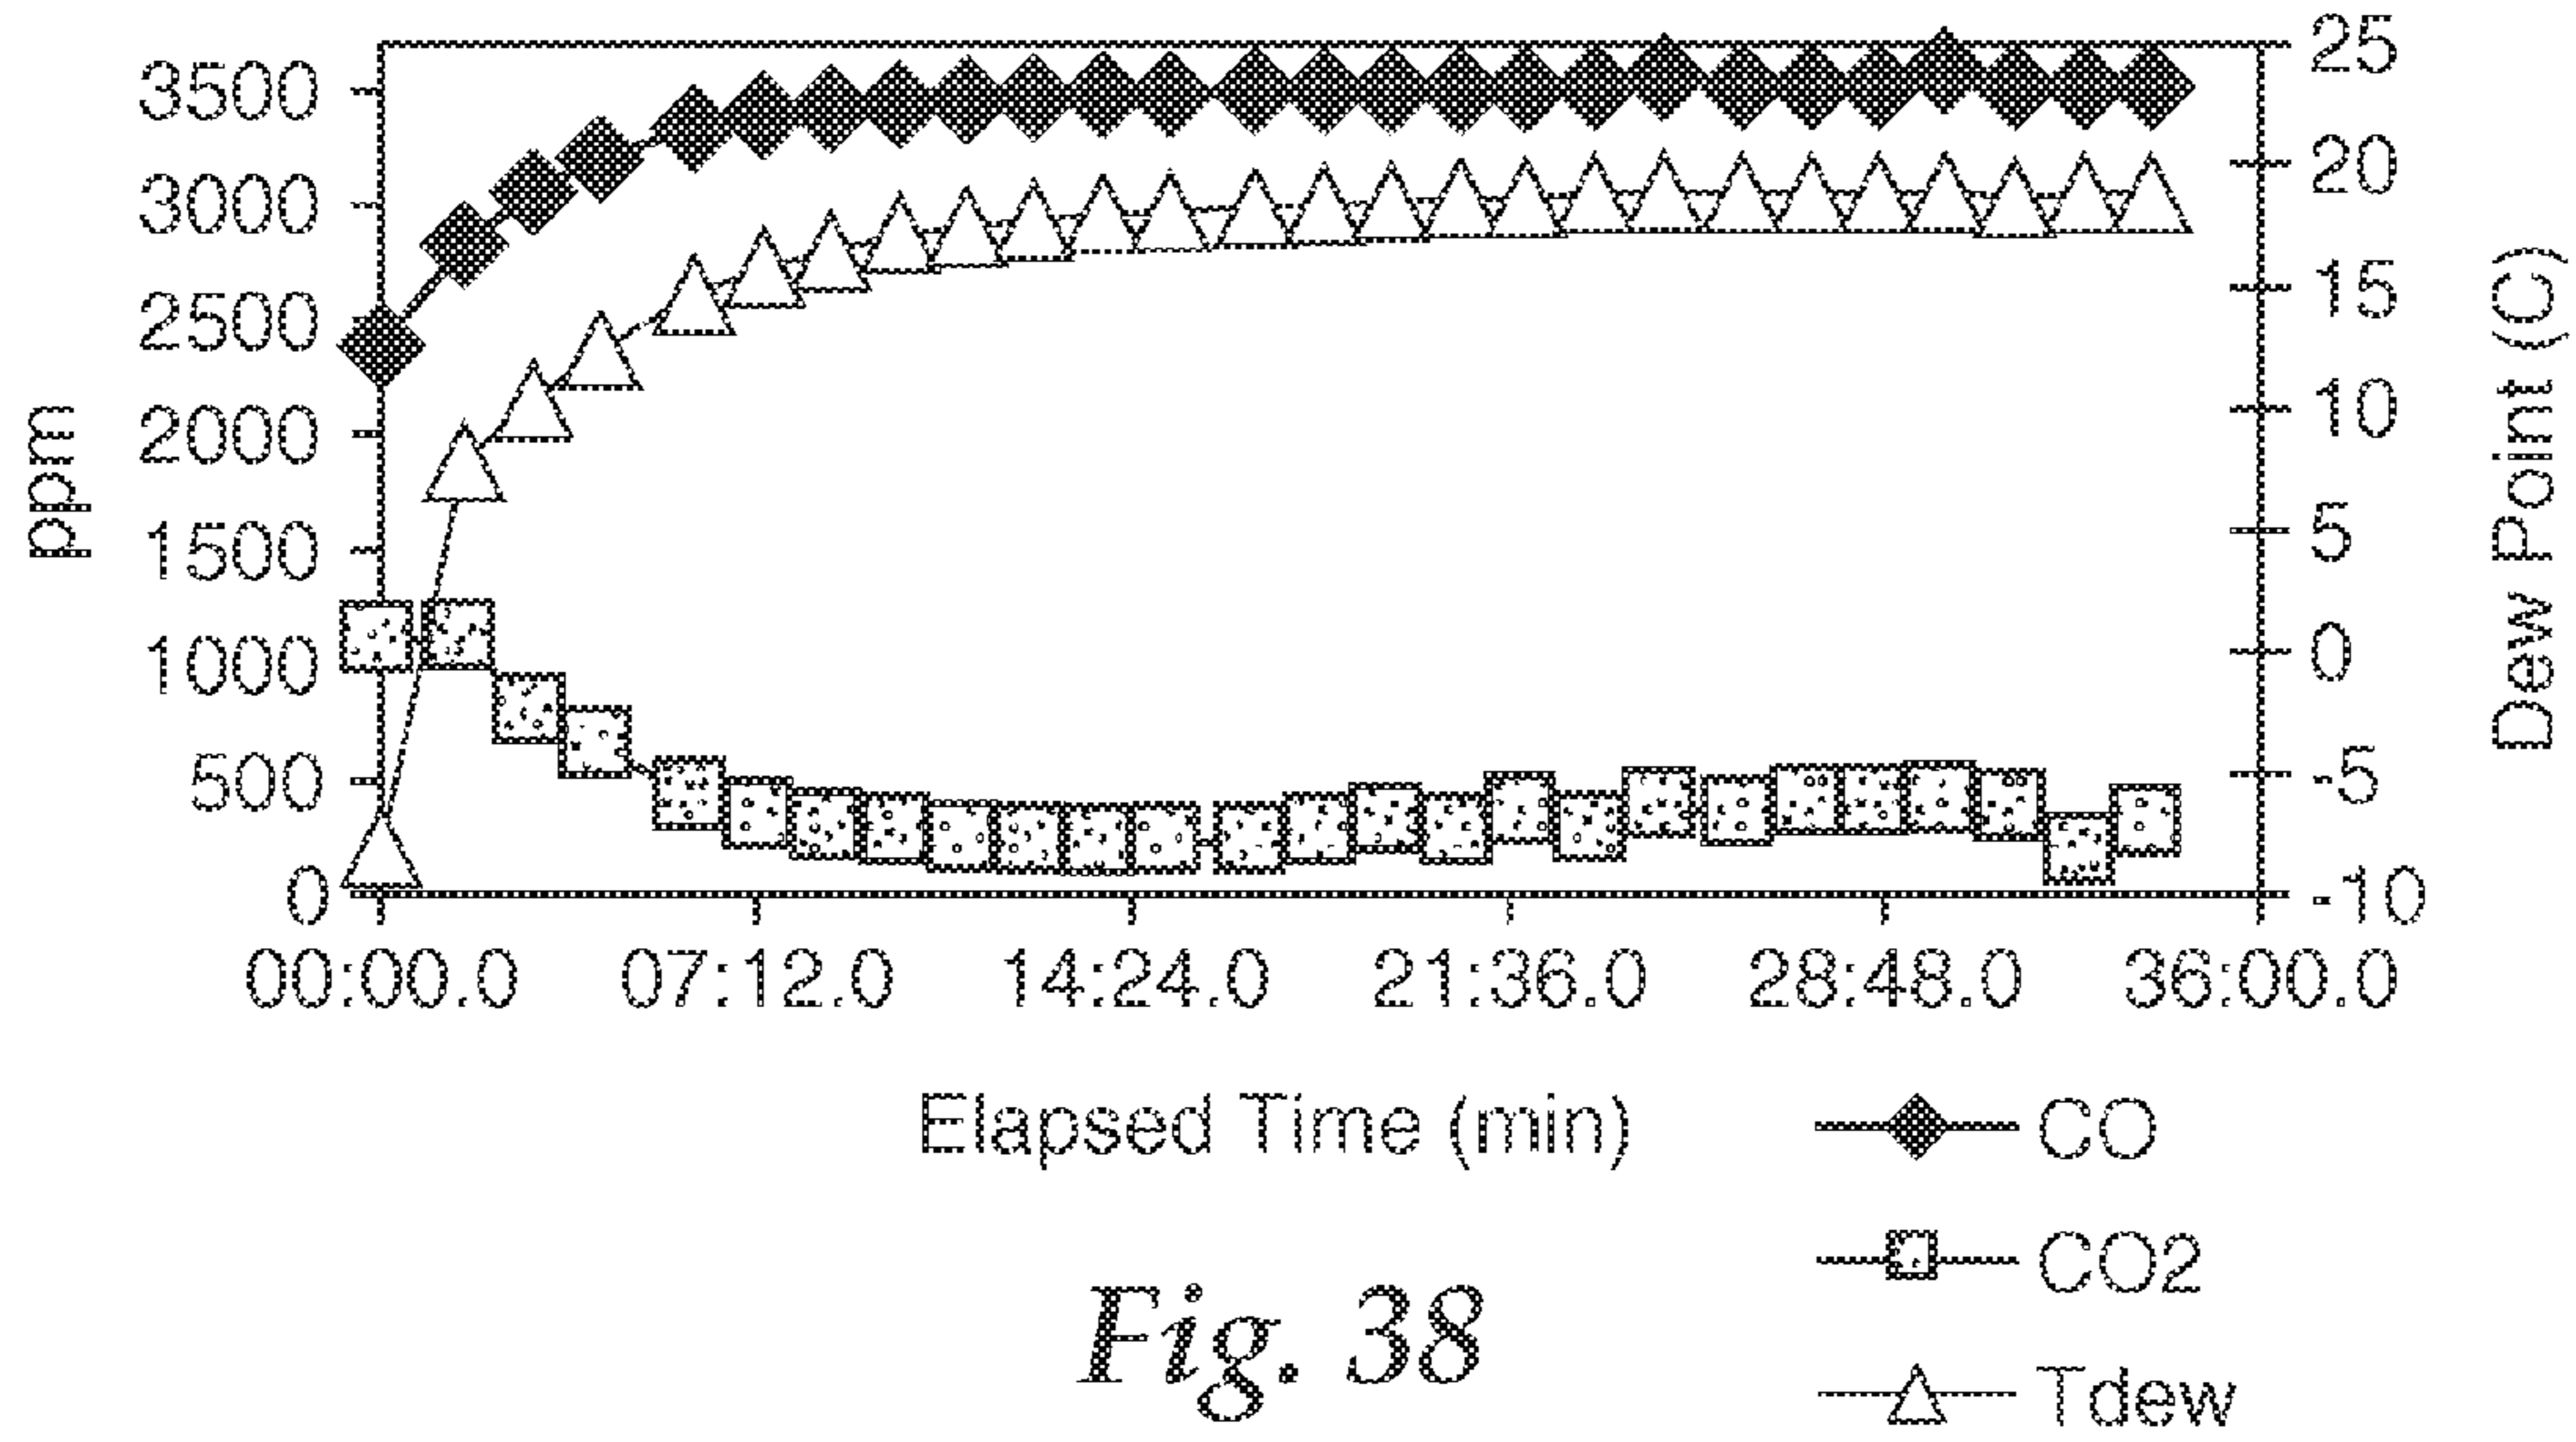 ppm
3500
3000
2500
2000
1500
1000
500
0
25
20
15
10
5
0
-5
-10
Dew Point (C)
00:00.0 07:12.0 14:24.0 21:36.0 28:48.0 36:00.0
Elapsed Time (min)
CO
CO2
Tdew
Fig. 38